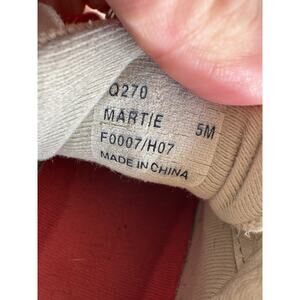 Q270
MARTIE 5M
F0007/H07
MADE IN CHINA